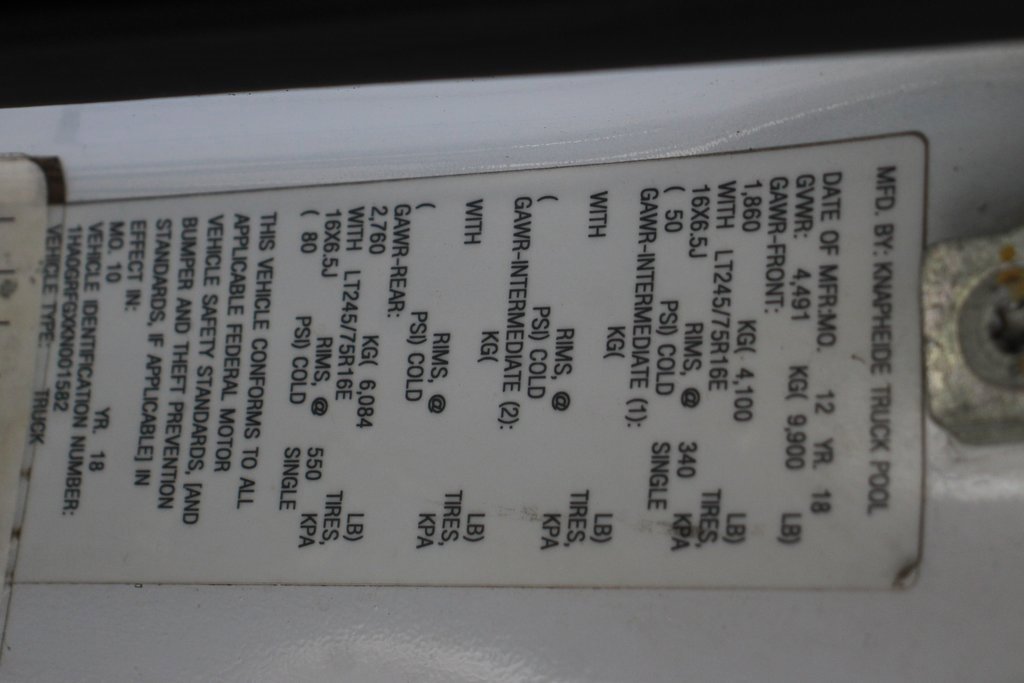 MFD. BY: KNAPHEIDE TRUCK POOL
DATE OF MFR:MO. 12 YR. 18
GVWR: 4,491 KG( 9,900 LB)
GAWR-FRONT:
1,860 KG( 4,100 LB)
WITH LT245/75R16E TIRES,
16X6.5J RIMS, @ 340 KPA
( 50 PSI) COLD SINGLE
GAWR-INTERMEDIATE (1):
KG( LB)
WITH TIRES,
RIMS, @ KPA
( PSI) COLD
GAWR-INTERMEDIATE (2):
KG( LB)
WITH TIRES,
RIMS, @ KPA
( PSI) COLD
GAWR-REAR:
2,760 KG( 6,084 LB)
WITH LT245/75R16E TIRES,
16X6.5J RIMS, @ 550 KPA
( 80 PSI) COLD SINGLE
THIS VEHICLE CONFORMS TO ALL
APPLICABLE FEDERAL MOTOR
VEHICLE SAFETY STANDARD
BUMPER AND THEFT PREVENTION
STANDARDS, IF APPLICABLE] IN
EFFECT IN:
MO. 10 YR. 18
VEHICLE IDENTIFICATION NUMBER:
1HA0GRFGXKN001582
VEHICLE TYPE: TRUCK